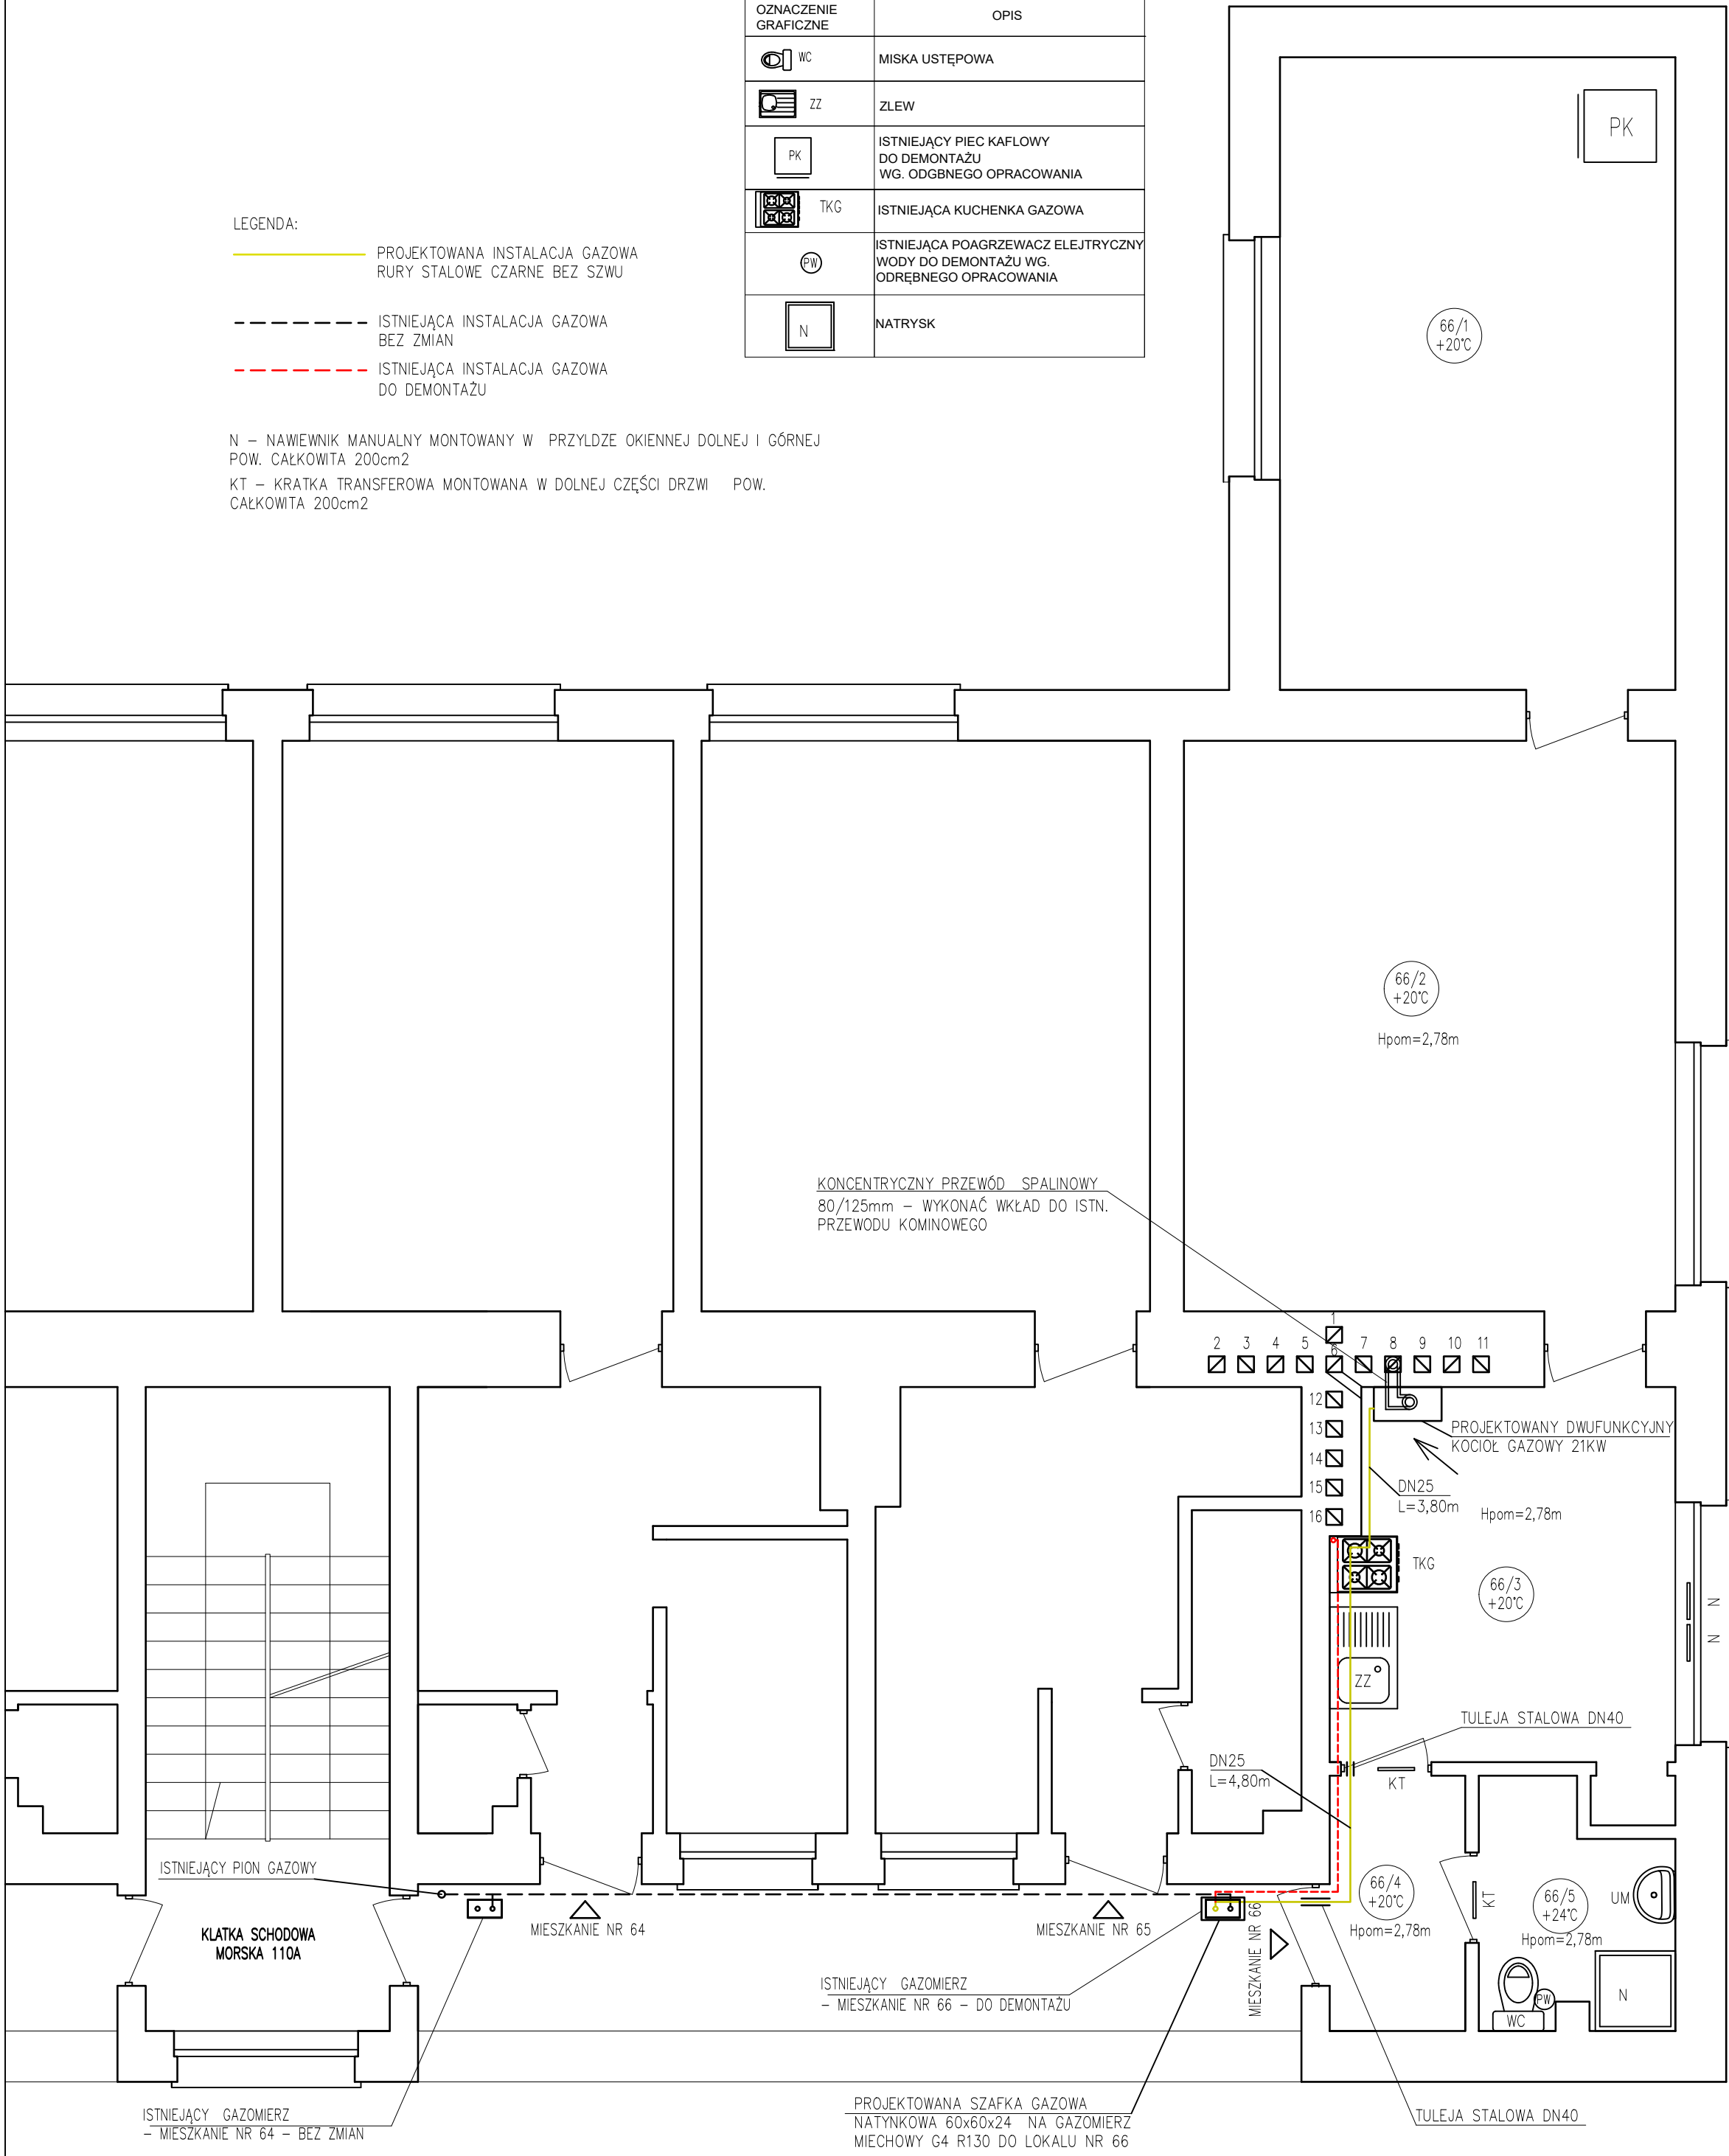 OZNACZENIE
GRAFICZNE
OPIS
WC
MISKA USTĘPOWA
ZZ
ZLEW
PK
ISTNIEJĄCY PIEC KAFLOWY
DO DEMONTAŻU
WG. ODGBNEGO OPRACOWANIA
TKG
ISTNIEJĄCA KUCHENKA GAZOWA
PW
ISTNIEJĄCA POAGRZEWACZ ELEJTRYCZNY
WODY DO DEMONTAŻU WG.
ODRĘBNEGO OPRACOWANIA
N
NATRYSK
LEGENDA:
PROJEKTOWANA INSTALACJA GAZOWA
RURY STALOWE CZARNE BEZ SZWU
ISTNIEJĄCA INSTALACJA GAZOWA
BEZ ZMIAN
ISTNIEJĄCA INSTALACJA GAZOWA
DO DEMONTAŻU
N – NAWIEWNIK MANUALNY MONTOWANY W PRZYLDZE OKIENNEJ DOLNEJ I GÓRNEJ
POW. CAŁKOWITA 200cm2
KT – KRATKA TRANSFEROWA MONTOWANA W DOLNEJ CZĘŚCI DRZWI POW.
CAŁKOWITA 200cm2
PK
66/1
+20°C
66/2
+20°C
Hpom=2,78m
KONCENTRYCZNY PRZEWÓD SPALINOWY
80/125mm – WYKONAĆ WKŁAD DO ISTN.
PRZEWODU KOMINOWEGO
1
2 3 4 5 6 7 8 9 10 11
12
13
14
15
16
PROJEKTOWANY DWUFUNKCYJNY
KOCIOŁ GAZOWY 21KW
DN25
L=3,80m
Hpom=2,78m
TKG
66/3
+20°C
N
N
ZZ
TULEJA STALOWA DN40
DN25
L=4,80m
KT
ISTNIEJĄCY PION GAZOWY
66/4
+20°C
Hpom=2,78m
KT
66/5
+24°C
Hpom=2,78m
UM
KLATKA SCHODOWA
MORSKA 110A
MIESZKANIE NR 64
MIESZKANIE NR 65
MIESZKANIE NR 66
ISTNIEJĄCY GAZOMIERZ
– MIESZKANIE NR 66 – DO DEMONTAŻU
PW
WC
N
ISTNIEJĄCY GAZOMIERZ
– MIESZKANIE NR 64 – BEZ ZMIAN
PROJEKTOWANA SZAFKA GAZOWA
NATYNKOWA 60x60x24 NA GAZOMIERZ
MIECHOWY G4 R130 DO LOKALU NR 66
TULEJA STALOWA DN40